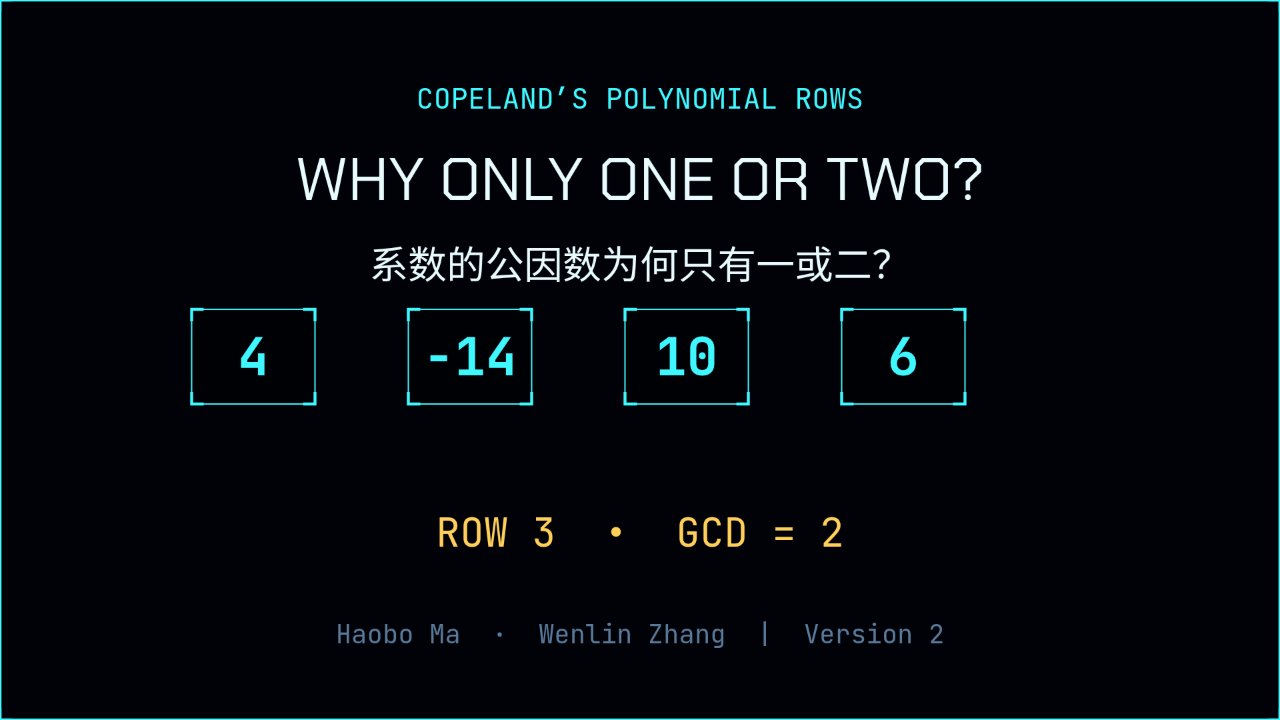 COPELAND’S POLYNOMIAL ROWS
WHY ONLY ONE OR TWO?
系数的公因数为何只有一或二？
4 -14 10 6
ROW 3 • GCD = 2
Haobo Ma · Wenlin Zhang | Version 2